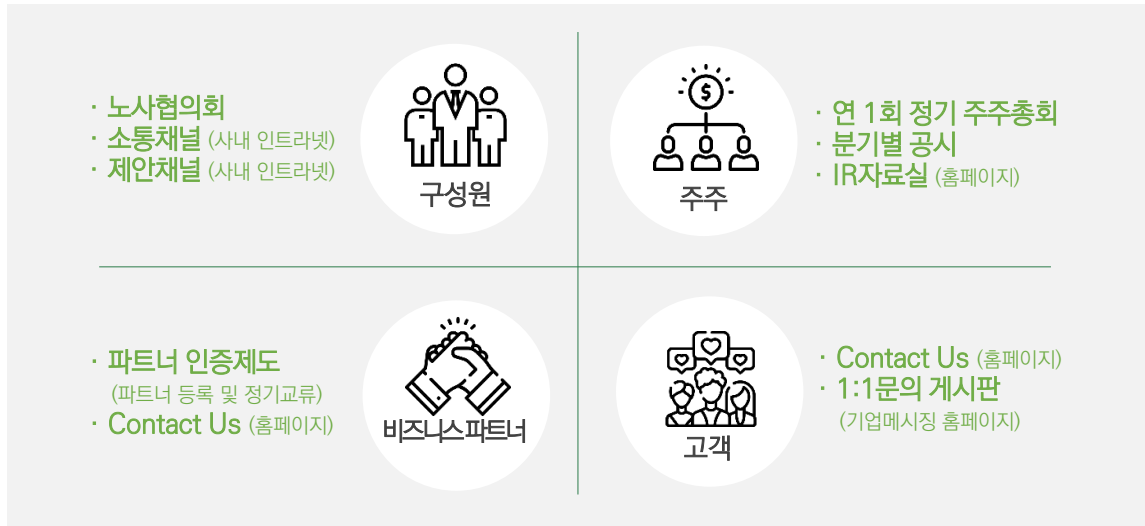 · 노사협의회
· 소통채널 (사내 인트라넷)
· 제안채널 (사내 인트라넷)
구성원
· 연 1회 정기 주주총회
· 분기별 공시
· IR자료실 (홈페이지)
$
주주
· 파트너 인증제도
(파트너 등록 및 정기교류)
· Contact Us (홈페이지)
비즈니스 파트너
· Contact Us (홈페이지)
· 1:1문의 게시판
(기업메시징 홈페이지)
고객